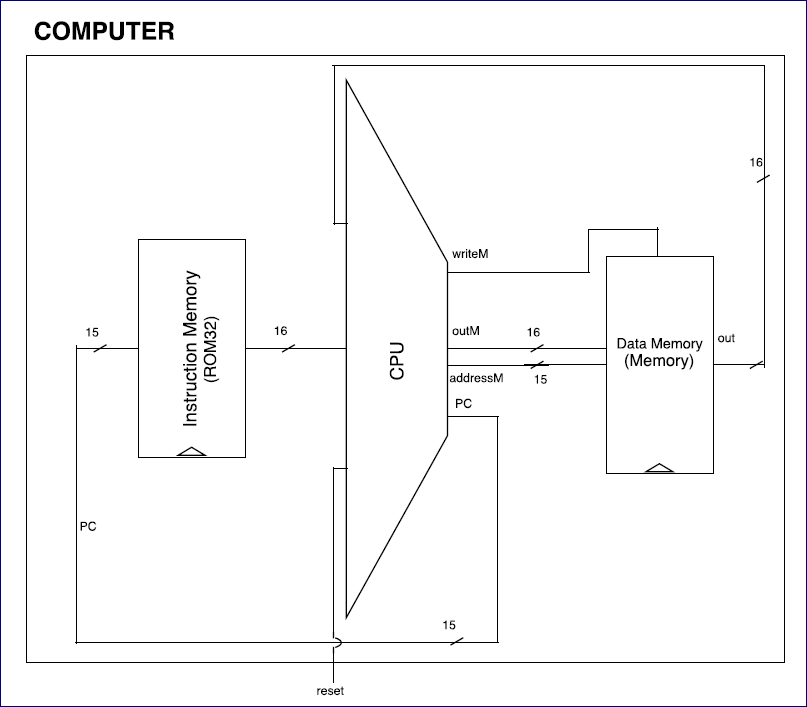 COMPUTER
16
writeM
15
Instruction Memory
(ROM32)
16
CPU
outM
16
Data Memory
(Memory)
out
addressM
15
PC
PC
15
reset